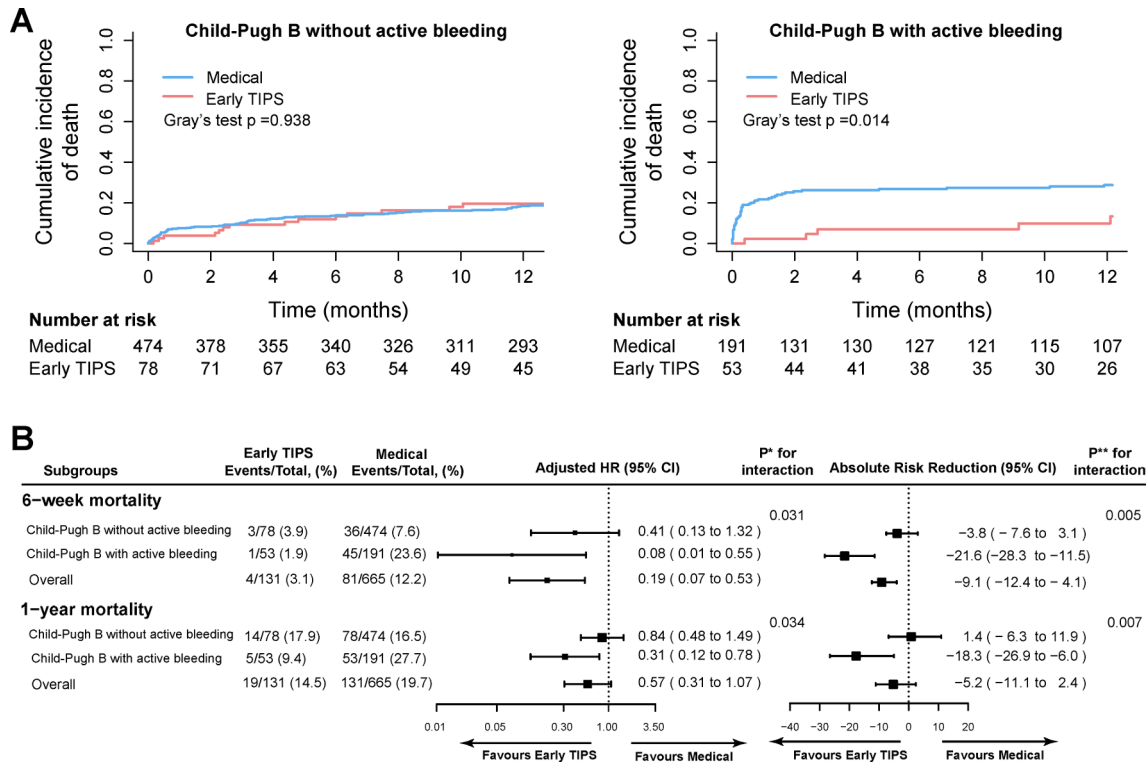 A
Child-Pugh B without active bleeding
Cumulative incidence
of death
1.0
0.8
0.6
0.4
0.2
0.0
Medical
Early TIPS
Gray's test p =0.938
0 2 4 6 8 10 12
Time (months)
Number at risk
Medical 474 378 355 340 326 311 293
Early TIPS 78 71 67 63 54 49 45
Child-Pugh B with active bleeding
Cumulative incidence
of death
1.0
0.8
0.6
0.4
0.2
0.0
Medical
Early TIPS
Gray's test p =0.014
0 2 4 6 8 10 12
Time (months)
Number at risk
Medical 191 131 130 127 121 115 107
Early TIPS 53 44 41 38 35 30 26
B
Subgroups Early TIPS Events/Total, (%) Medical Events/Total, (%) Adjusted HR (95% CI) P* for interaction Absolute Risk Reduction (95% CI) P** for interaction
6−week mortality
0.031 0.005
Child-Pugh B without active bleeding 3/78 (3.9) 36/474 (7.6) 0.41 ( 0.13 to 1.32 ) −3.8 ( − 7.6 to 3.1 )
Child-Pugh B with active bleeding 1/53 (1.9) 45/191 (23.6) 0.08 ( 0.01 to 0.55 ) −21.6 ( −28.3 to −11.5)
Overall 4/131 (3.1) 81/665 (12.2) 0.19 ( 0.07 to 0.53 ) −9.1 ( −12.4 to − 4.1 )
1−year mortality
0.034 0.007
Child-Pugh B without active bleeding 14/78 (17.9) 78/474 (16.5) 0.84 ( 0.48 to 1.49 ) 1.4 ( − 6.3 to 11.9 )
Child-Pugh B with active bleeding 5/53 (9.4) 53/191 (27.7) 0.31 ( 0.12 to 0.78 ) −18.3 ( −26.9 to −6.0 )
Overall 19/131 (14.5) 131/665 (19.7) 0.57 ( 0.31 to 1.07 ) −5.2 ( −11.1 to 2.4 )
0.01 0.05 0.30 1.00 3.50 −40 −30 −20 −10 0 10 20
Favours Early TIPS Favours Medical Favours Early TIPS Favours Medical